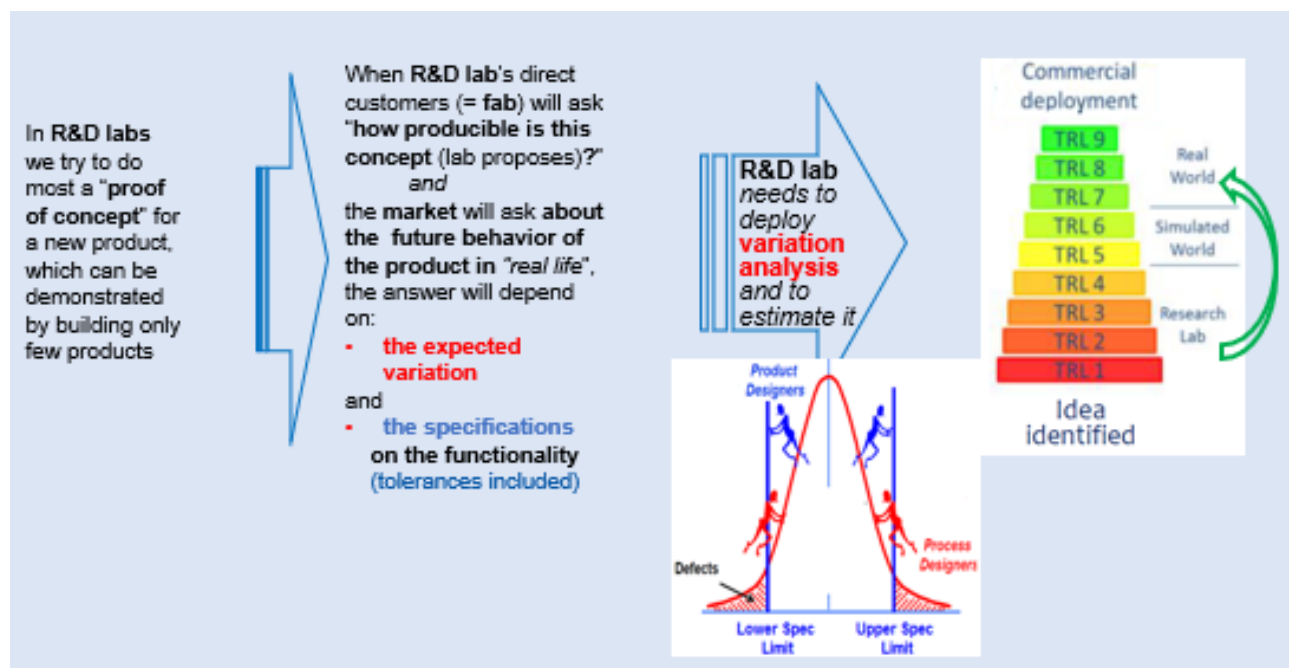 In R&D labs
we try to do
most a "proof
of concept" for
a new product,
which can be
demonstrated
by building only
few products
When R&D lab's direct
customers (= fab) will ask
"how producible is this
concept (lab proposes)?"
and
the market will ask about
the future behavior of
the product in "real life",
the answer will depend
on:
- the expected
variation
and
- the specifications
on the functionality
(tolerances included)
R&D lab
needs to
deploy
variation
analysis
and to
estimate it
Commercial
deployment
TRL 9
TRL 8
TRL 7
TRL 6
TRL 5
TRL 4
TRL 3
TRL 2
TRL 1
Real
World
Simulated
World
Research
Lab
Idea
identified
Product
Designers
Process
Designers
Defects
Lower Spec
Limit
Upper Spec
Limit